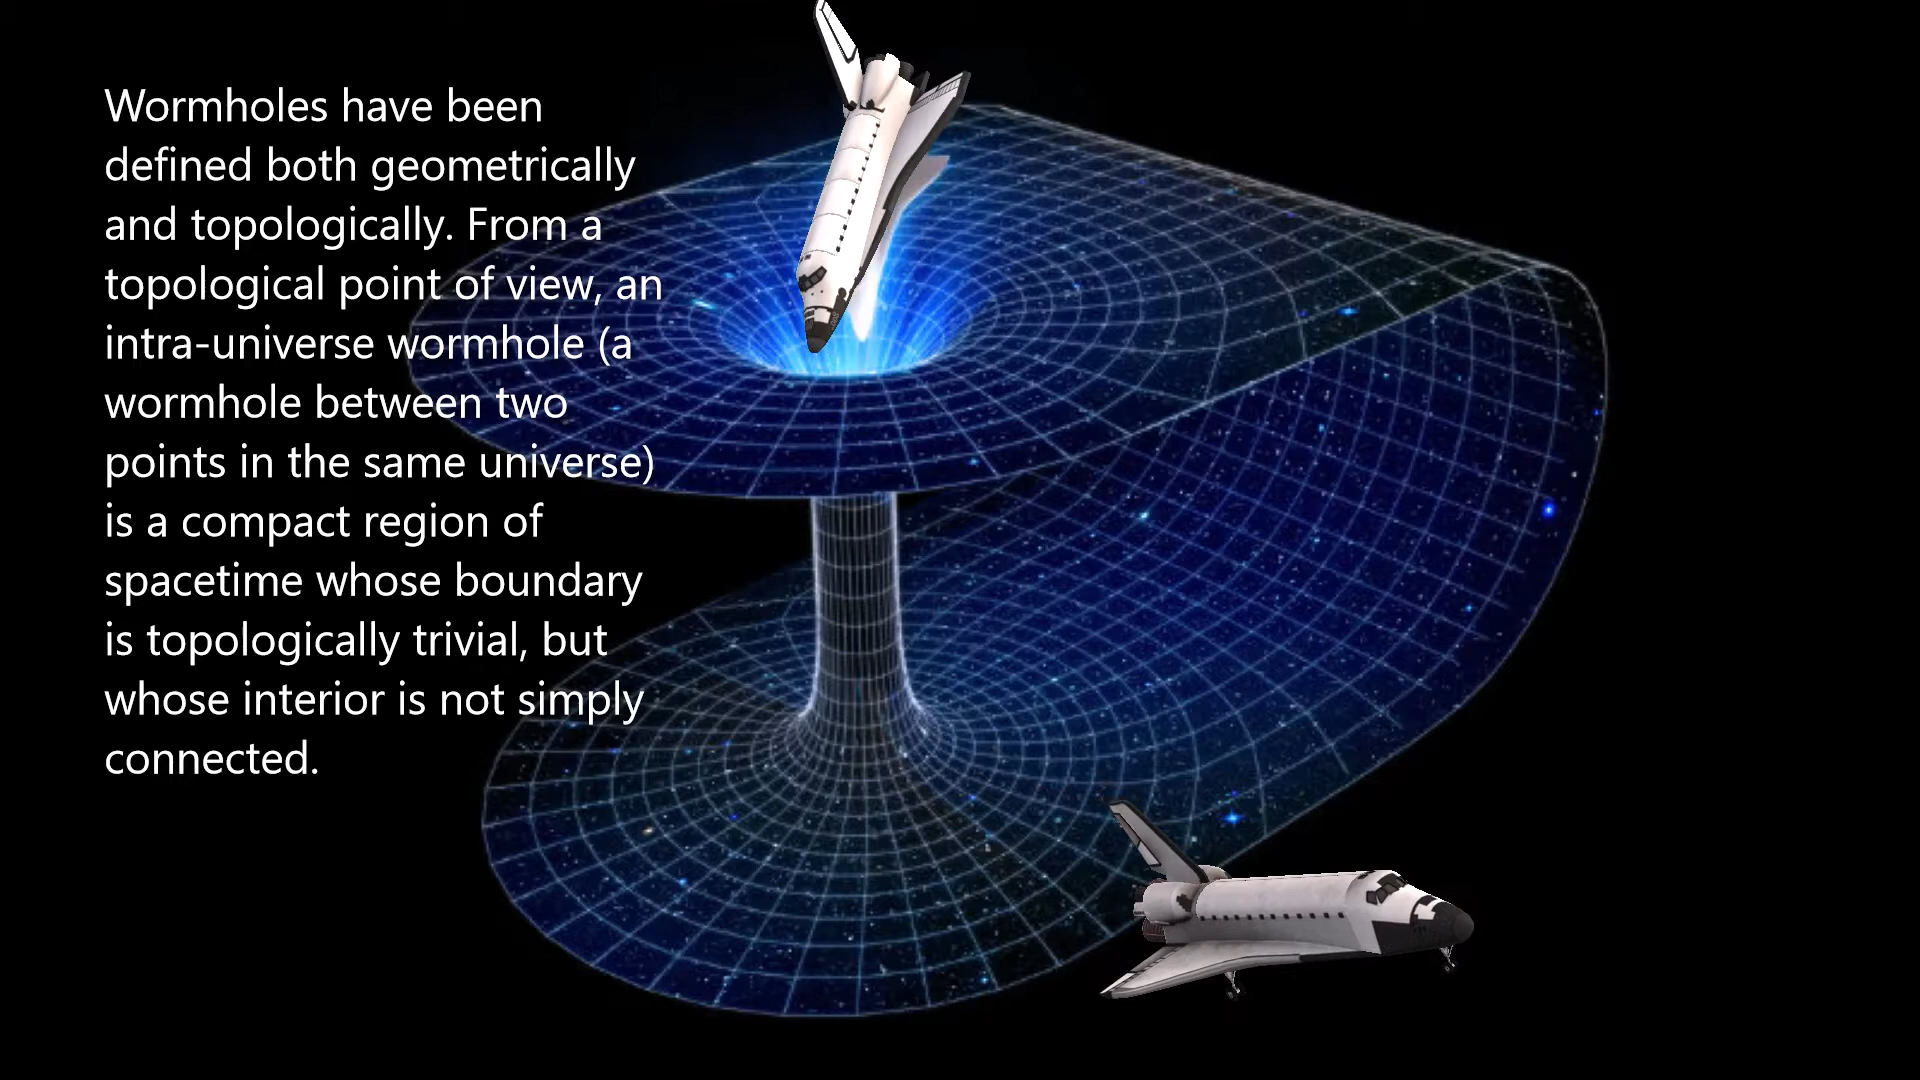 Wormholes have been
defined both geometrically
and topologically. From a
topological point of view, an
intra-universe wormhole (a
wormhole between two
points in the same universe)
is a compact region of
spacetime whose boundary
is topologically trivial, but
whose interior is not simply
connected.